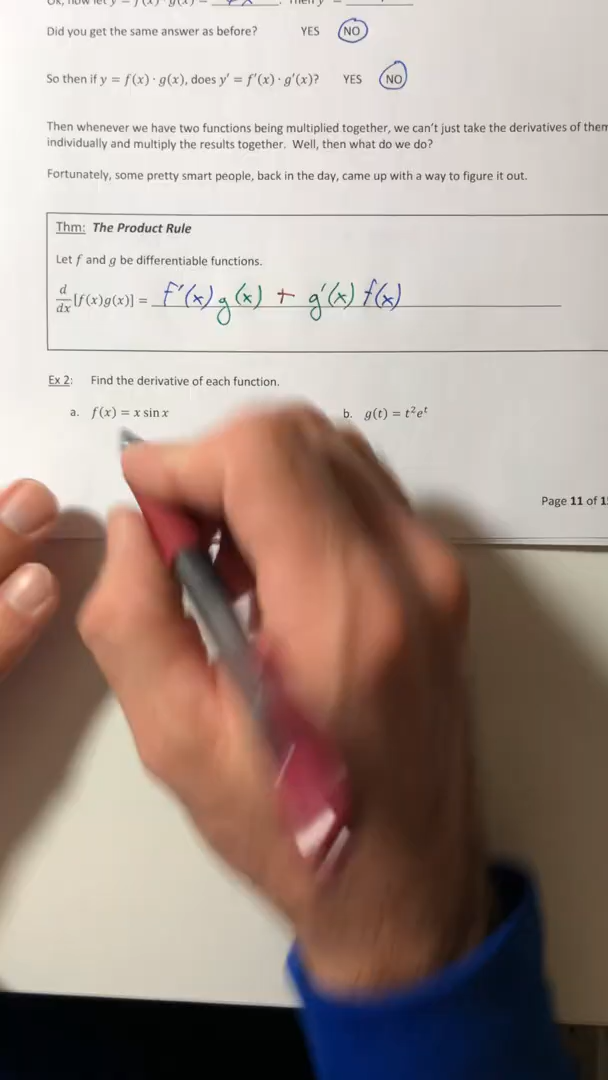 Did you get the same answer as before? YES NO
So then if y = f(x) · g(x), does y′ = f′(x) · g′(x)? YES NO
Then whenever we have two functions being multiplied together, we can't just take the derivatives of them
individually and multiply the results together. Well, then what do we do?
Fortunately, some pretty smart people, back in the day, came up with a way to figure it out.
Thm: The Product Rule
Let f and g be differentiable functions.
d/dx [f(x)g(x)] = f′(x) g(x) + g′(x) f(x)
Ex 2: Find the derivative of each function.
a. f(x) = x sin x b. g(t) = t²eᵗ
Page 11 of